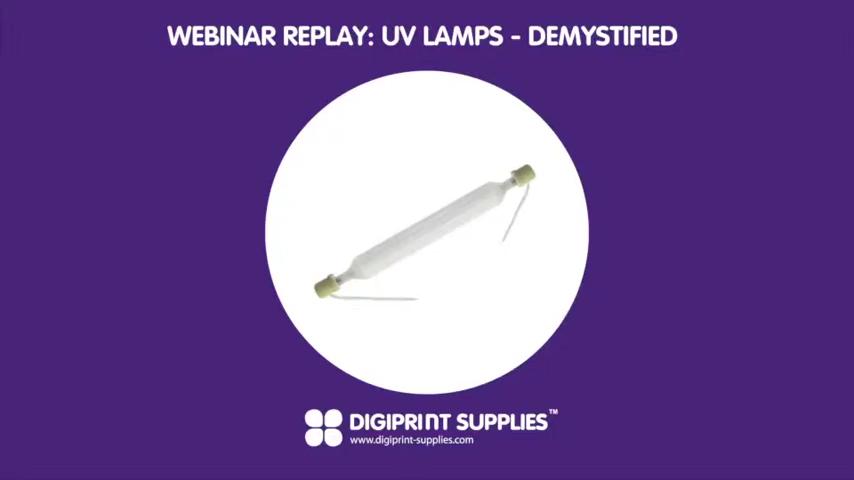 WEBINAR REPLAY: UV LAMPS - DEMYSTIFIED
DIGIPRINT SUPPLIES™
www.digiprint-supplies.com